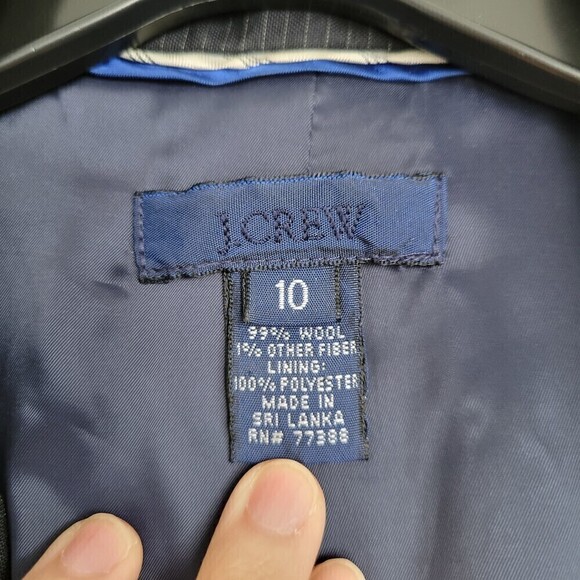 J.CREW
10
99% WOOL
1% OTHER FIBER
LINING:
100% POLYESTER
MADE IN
SRI LANKA
RN# 77388